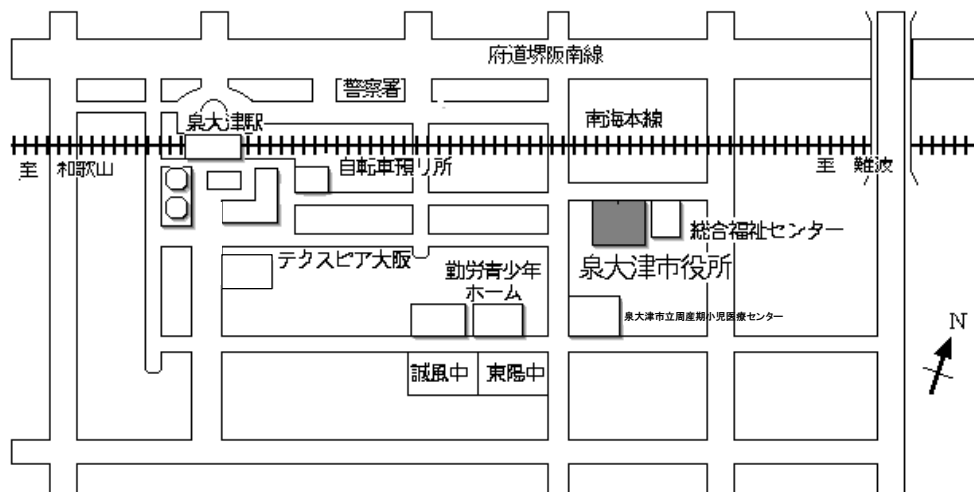 府道堺阪南線
警察署
泉大津駅
南海本線
至 和歌山
自転車預り所
至 難波
総合福祉センター
テクスピア大阪
勤労青少年
ホーム
泉大津市役所
泉大津市立周産期小児医療センター
N
誠風中
東陽中